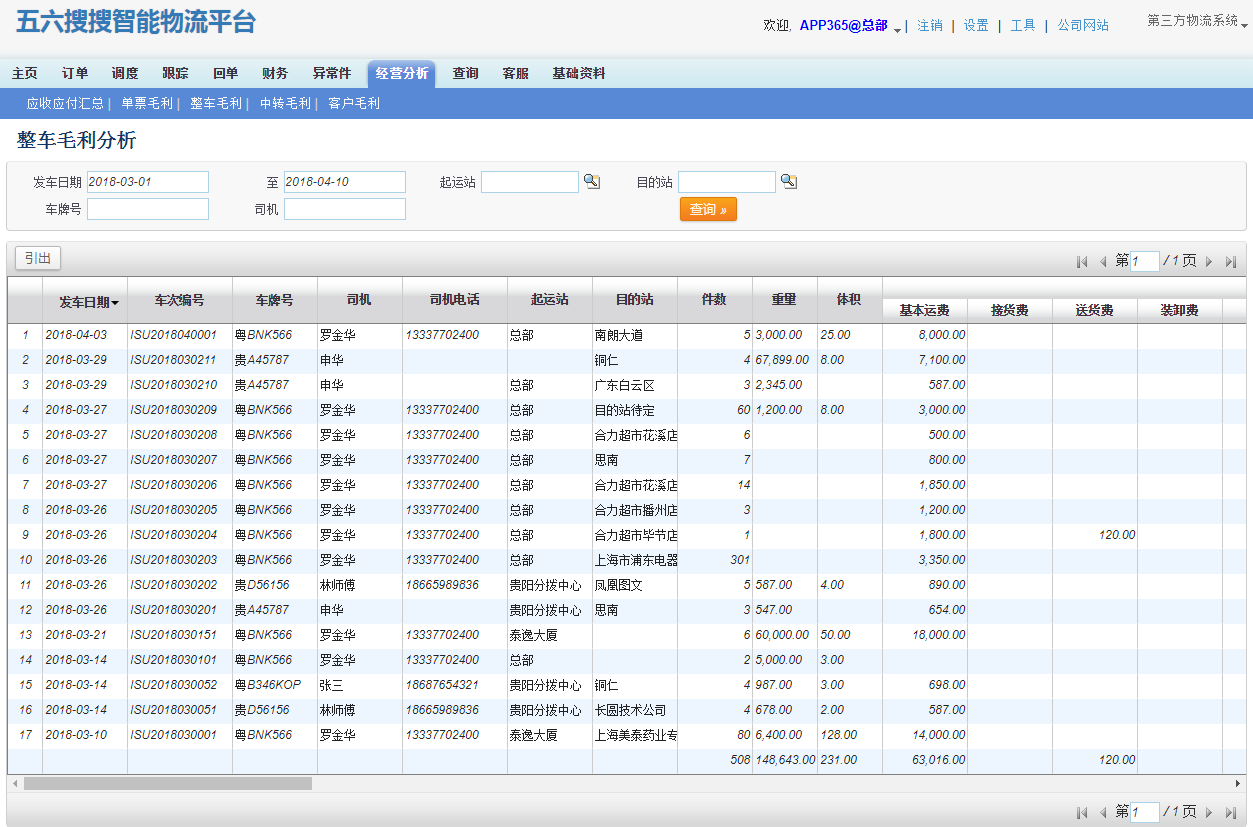 五六搜搜智能物流平台
欢迎, APP365@总部 | 注销 | 设置 | 工具 | 公司网站 第三方物流系统
主页 订单 调度 跟踪 回单 财务 异常件 经营分析 查询 客服 基础资料
应收应付汇总 | 单票毛利 | 整车毛利 | 中转毛利 | 客户毛利
整车毛利分析
发车日期 2018-03-01 至 2018-04-10 起运站 目的站
车牌号 司机 查询 »
引出 第 1 / 1 页
发车日期 车次编号 车牌号 司机 司机电话 起运站 目的站 件数 重量 体积
基本运费 接货费 送货费 装卸费
1 2018-04-03 ISU2018040001 粤BNK566 罗金华 13337702400 总部 南朗大道 5 3,000.00 25.00 8,000.00
2 2018-03-29 ISU2018030211 贵A45787 申华 铜仁 4 67,899.00 8.00 7,100.00
3 2018-03-29 ISU2018030210 贵A45787 申华 总部 广东白云区 3 2,345.00 587.00
4 2018-03-27 ISU2018030209 粤BNK566 罗金华 13337702400 总部 目的站待定 60 1,200.00 8.00 3,000.00
5 2018-03-27 ISU2018030208 粤BNK566 罗金华 13337702400 总部 合力超市花溪店 6 500.00
6 2018-03-27 ISU2018030207 粤BNK566 罗金华 13337702400 总部 思南 7 800.00
7 2018-03-27 ISU2018030206 粤BNK566 罗金华 13337702400 总部 合力超市花溪店 14 1,850.00
8 2018-03-26 ISU2018030205 粤BNK566 罗金华 13337702400 总部 合力超市播州店 3 1,200.00
9 2018-03-26 ISU2018030204 粤BNK566 罗金华 13337702400 总部 合力超市毕节店 1 1,800.00 120.00
10 2018-03-26 ISU2018030203 粤BNK566 罗金华 13337702400 总部 上海市浦东电器 301 3,350.00
11 2018-03-26 ISU2018030202 贵D56156 林师傅 18665989836 贵阳分拨中心 凤凰图文 5 587.00 4.00 890.00
12 2018-03-26 ISU2018030201 贵A45787 申华 贵阳分拨中心 思南 3 547.00 654.00
13 2018-03-21 ISU2018030151 粤BNK566 罗金华 13337702400 泰逸大厦 6 60,000.00 50.00 18,000.00
14 2018-03-14 ISU2018030101 粤BNK566 罗金华 13337702400 总部 2 5,000.00 3.00
15 2018-03-14 ISU2018030052 粤B346KOP 张三 18687654321 贵阳分拨中心 铜仁 4 987.00 3.00 698.00
16 2018-03-14 ISU2018030051 贵D56156 林师傅 18665989836 贵阳分拨中心 长圆技术公司 4 678.00 2.00 587.00
17 2018-03-10 ISU2018030001 粤BNK566 罗金华 13337702400 泰逸大厦 上海美泰药业专 80 6,400.00 128.00 14,000.00
508 148,643.00 231.00 63,016.00 120.00
第 1 / 1 页